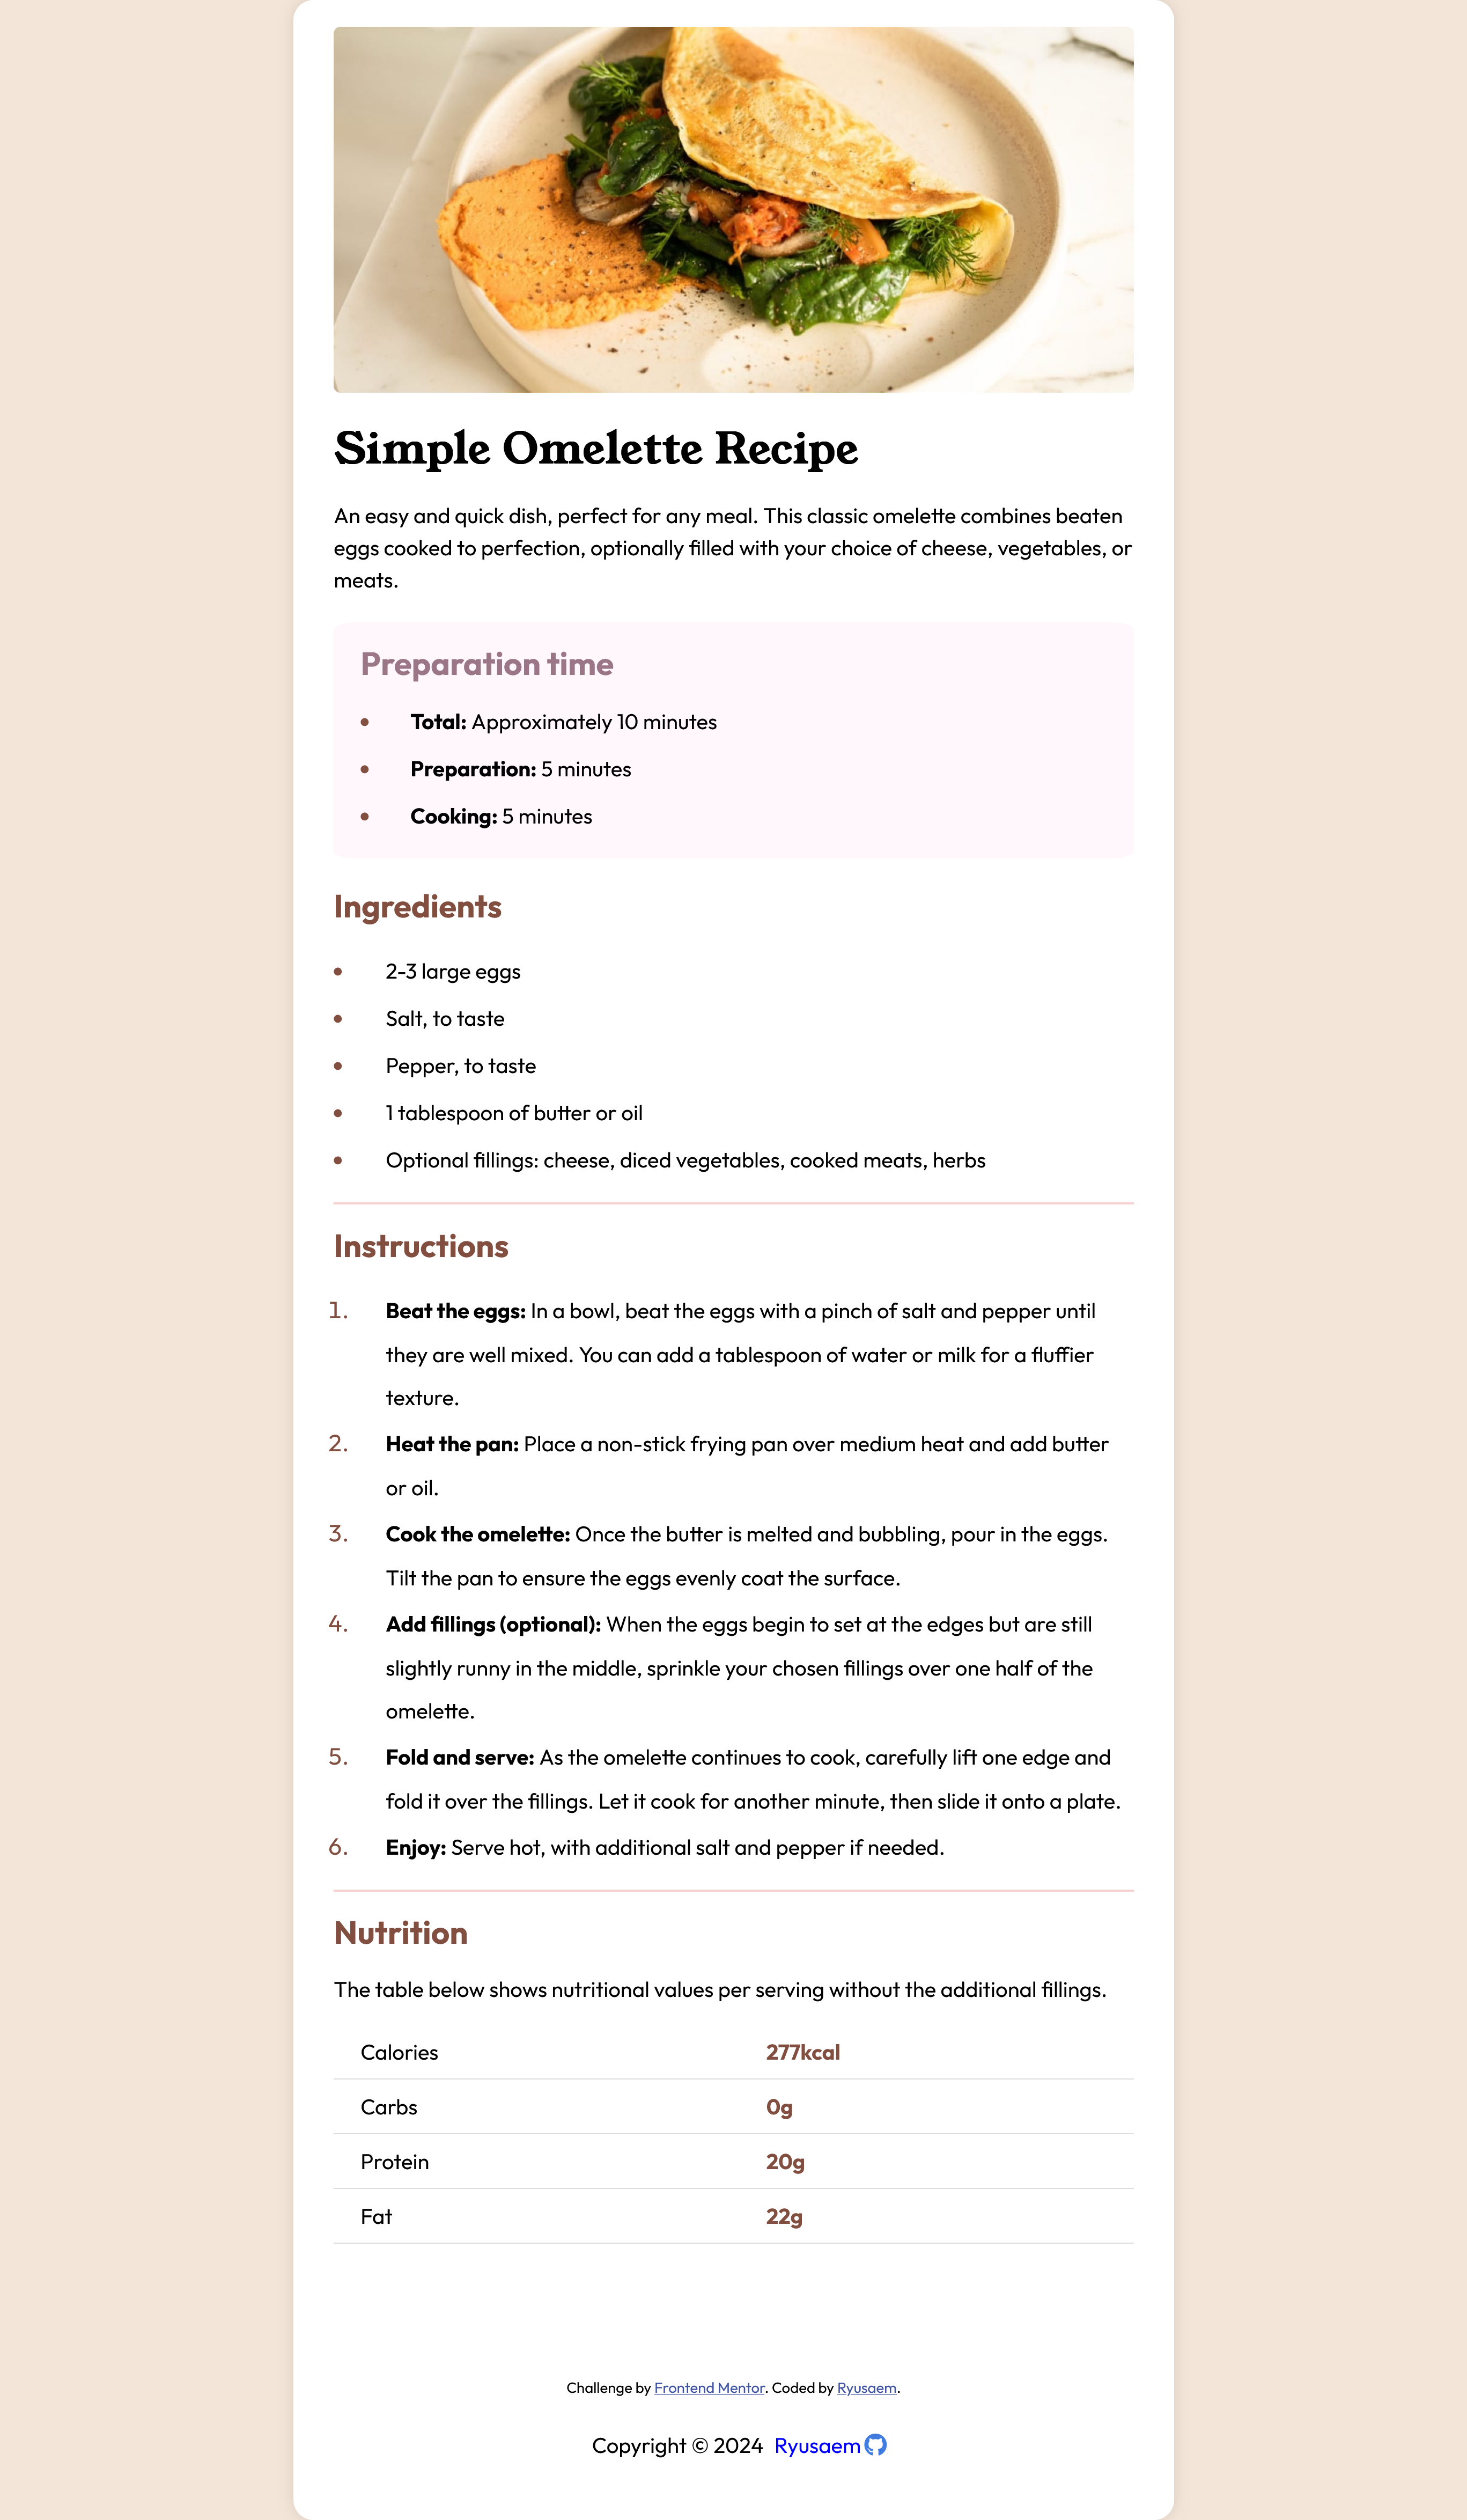 Simple Omelette Recipe
An easy and quick dish, perfect for any meal. This classic omelette combines beaten
eggs cooked to perfection, optionally filled with your choice of cheese, vegetables, or
meats.
Preparation time
• Total: Approximately 10 minutes
• Preparation: 5 minutes
• Cooking: 5 minutes
Ingredients
• 2-3 large eggs
• Salt, to taste
• Pepper, to taste
• 1 tablespoon of butter or oil
• Optional fillings: cheese, diced vegetables, cooked meats, herbs
Instructions
1. Beat the eggs: In a bowl, beat the eggs with a pinch of salt and pepper until
they are well mixed. You can add a tablespoon of water or milk for a fluffier
texture.
2. Heat the pan: Place a non-stick frying pan over medium heat and add butter
or oil.
3. Cook the omelette: Once the butter is melted and bubbling, pour in the eggs.
Tilt the pan to ensure the eggs evenly coat the surface.
4. Add fillings (optional): When the eggs begin to set at the edges but are still
slightly runny in the middle, sprinkle your chosen fillings over one half of the
omelette.
5. Fold and serve: As the omelette continues to cook, carefully lift one edge and
fold it over the fillings. Let it cook for another minute, then slide it onto a plate.
6. Enjoy: Serve hot, with additional salt and pepper if needed.
Nutrition
The table below shows nutritional values per serving without the additional fillings.
Calories 277kcal
Carbs 0g
Protein 20g
Fat 22g
Challenge by Frontend Mentor. Coded by Ryusaem.
Copyright © 2024 Ryusaem